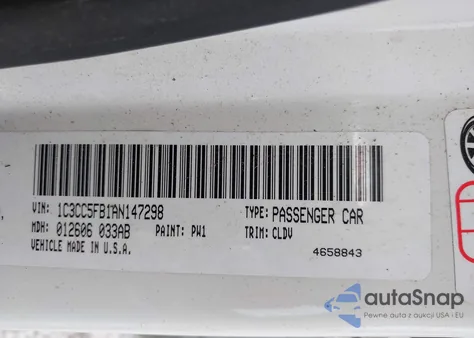 VIN: 1C3CC5FB1AN147298 TYPE: PASSENGER CAR
MDH: 012606 033AB PAINT: PW1 TRIM: CLDV
VEHICLE MADE IN U.S.A. 4658843
autoSnap
Pewne auta z aukcji USA - EU